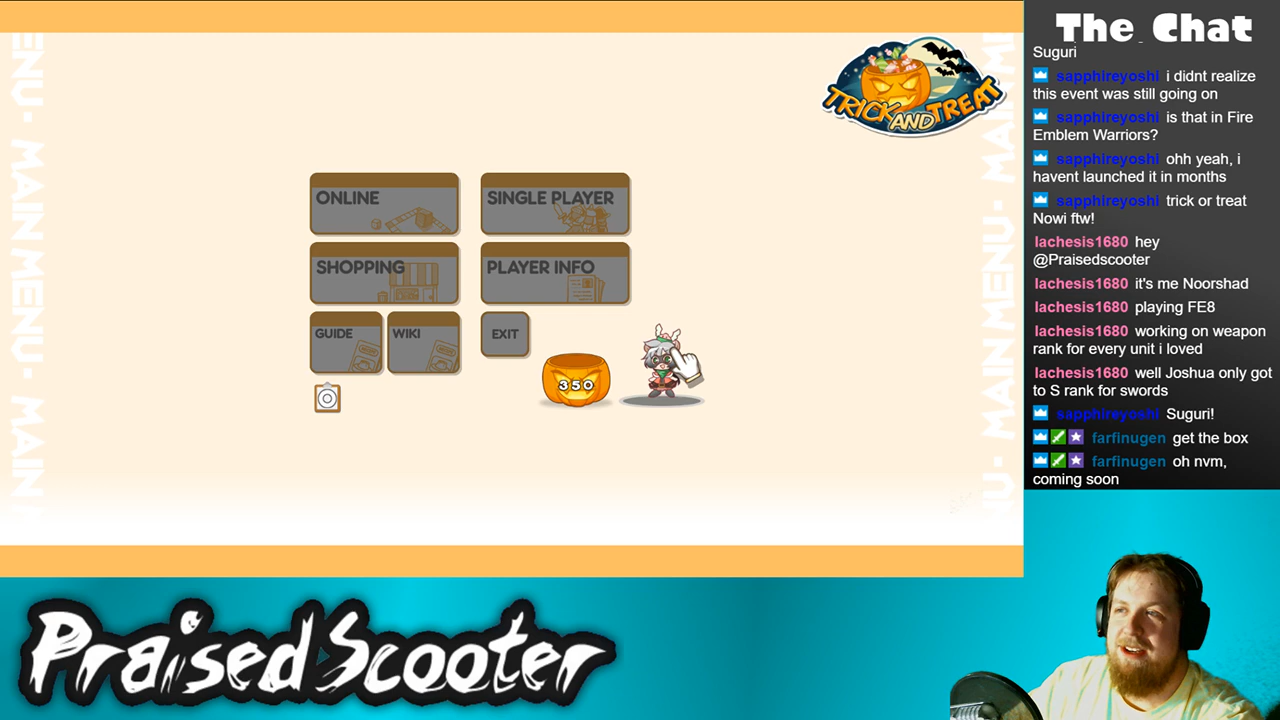 TRICK AND TREAT
MAIN MENU
ONLINE
SINGLE PLAYER
SHOPPING
PLAYER INFO
GUIDE
WIKI
EXIT
350
MAIN MENU
The Chat
Suguri
sapphireyoshi i didnt realize
this event was still going on
sapphireyoshi is that in Fire
Emblem Warriors?
sapphireyoshi ohh yeah, i
havent launched it in months
sapphireyoshi trick or treat
Nowi ftw!
lachesis1680 hey
@Praisedscooter
lachesis1680 it's me Noorshad
lachesis1680 playing FE8
lachesis1680 working on weapon
rank for every unit i loved
lachesis1680 well Joshua only got
to S rank for swords
sapphireyoshi Suguri!
farfinugen get the box
farfinugen oh nvm,
coming soon
PraisedScooter